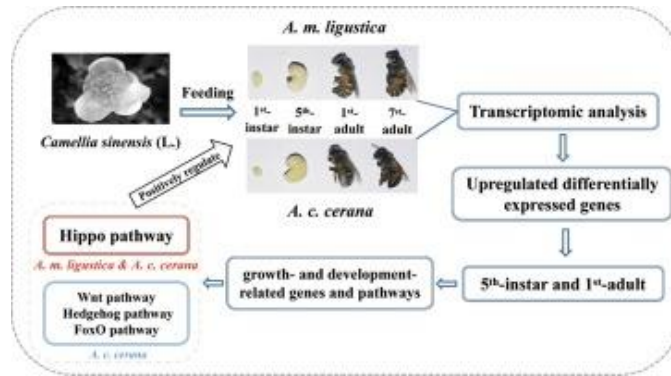 A. m. ligustica
Feeding
1st- 5th- 1st- 7st-
instar instar adult adult
Camellia sinensis (L.)
Positively regulate
A. c. cerana
Transcriptomic analysis
Upregulated differentially
expressed genes
5th-instar and 1st-adult
growth- and development-
related genes and pathways
Hippo pathway
A. m. ligustica & A. c. cerana
Wnt pathway
Hedgehog pathway
FoxO pathway
A. c. cerana